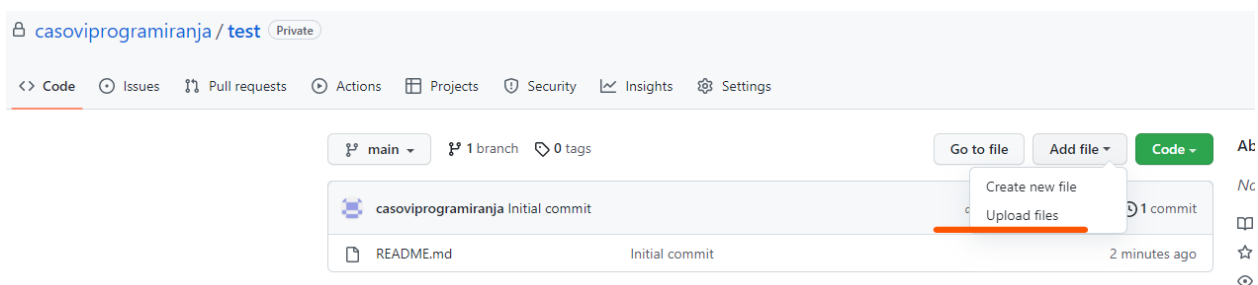 casoviprogramiranja / test Private
<> Code Issues Pull requests Actions Projects Security Insights Settings
main 1 branch 0 tags Go to file Add file Code Ab
Create new file
Upload files
casoviprogramiranja Initial commit 1 commit
README.md Initial commit 2 minutes ago